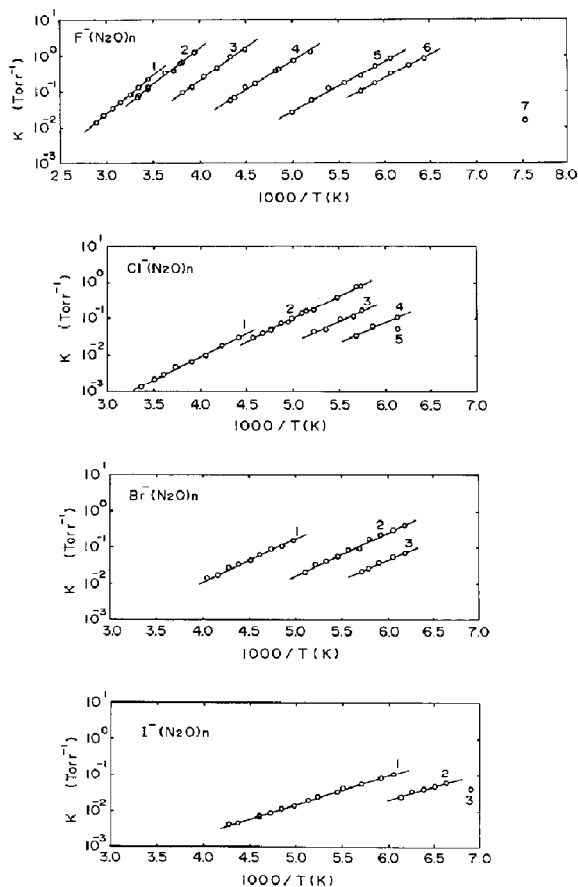 F⁻(N₂O)n
K (Torr⁻¹)
10¹
10⁰
10⁻¹
10⁻²
10⁻³
1 2 3 4 5 6
7
2.5 3.0 3.5 4.0 4.5 5.0 5.5 6.0 6.5 7.0 7.5 8.0
1000/T(K)
Cl⁻(N₂O)n
K (Torr⁻¹)
10¹
10⁰
10⁻¹
10⁻²
10⁻³
1 2 3 4
5
3.0 3.5 4.0 4.5 5.0 5.5 6.0 6.5 7.0
1000/T(K)
Br⁻(N₂O)n
K (Torr⁻¹)
10¹
10⁰
10⁻¹
10⁻²
10⁻³
1 2 3
3.0 3.5 4.0 4.5 5.0 5.5 6.0 6.5 7.0
1000/T(K)
I⁻(N₂O)n
K (Torr⁻¹)
10¹
10⁰
10⁻¹
10⁻²
10⁻³
1 2
3
3.0 3.5 4.0 4.5 5.0 5.5 6.0 6.5 7.0
1000/T(K)